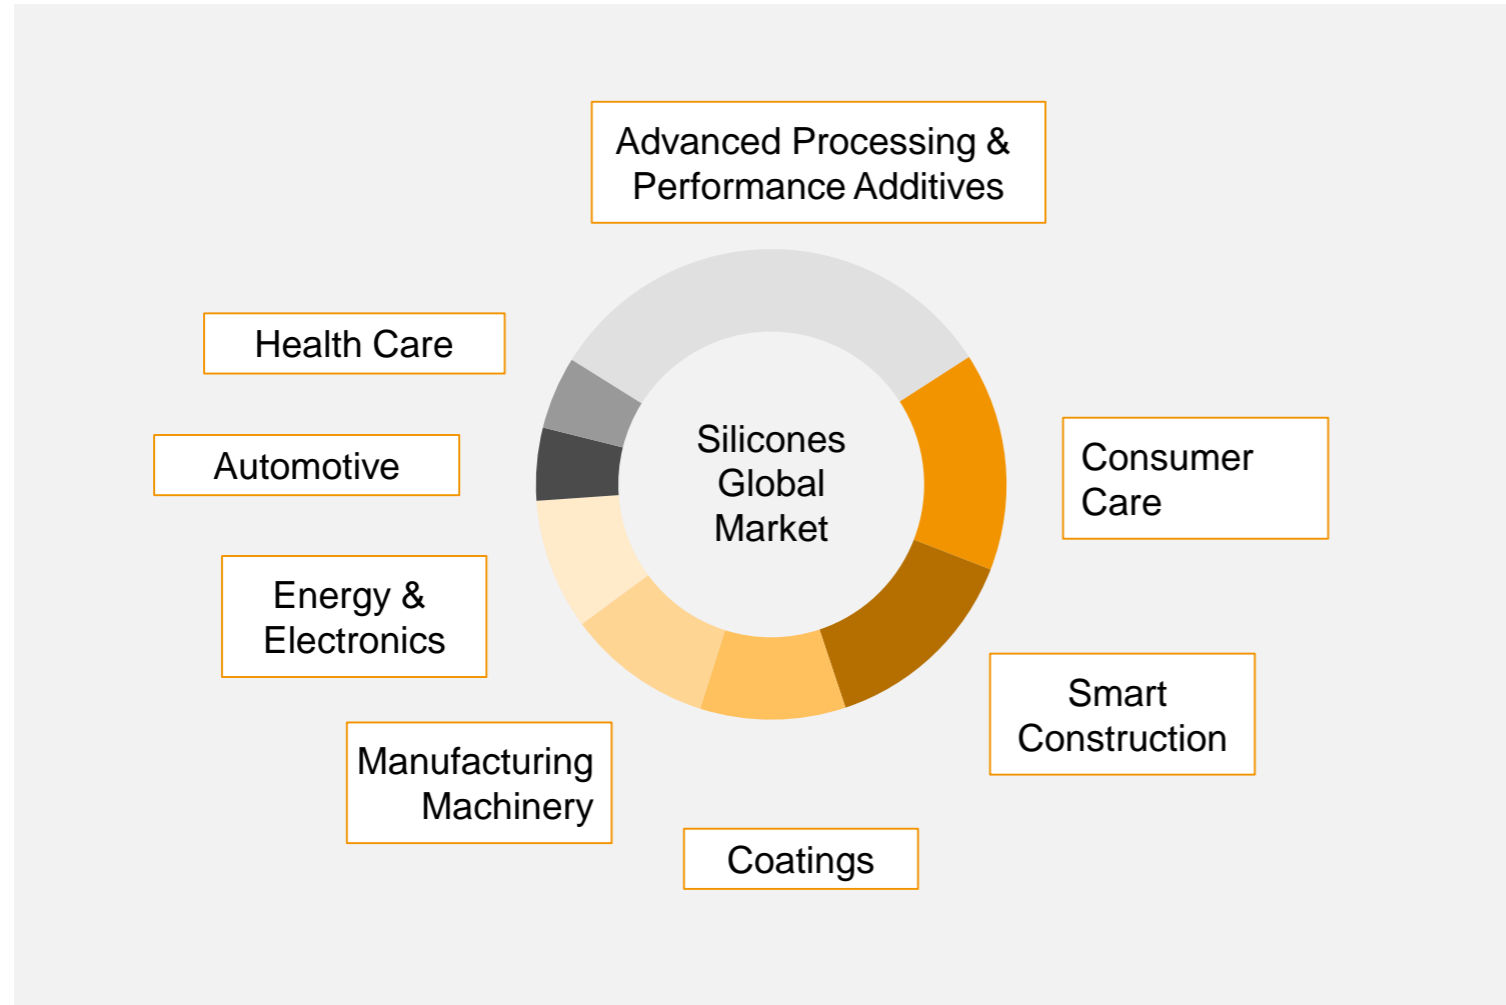 Advanced Processing &
Performance Additives
Health Care
Automotive
Energy &
Electronics
Manufacturing
Machinery
Coatings
Smart
Construction
Consumer
Care
Silicones
Global
Market